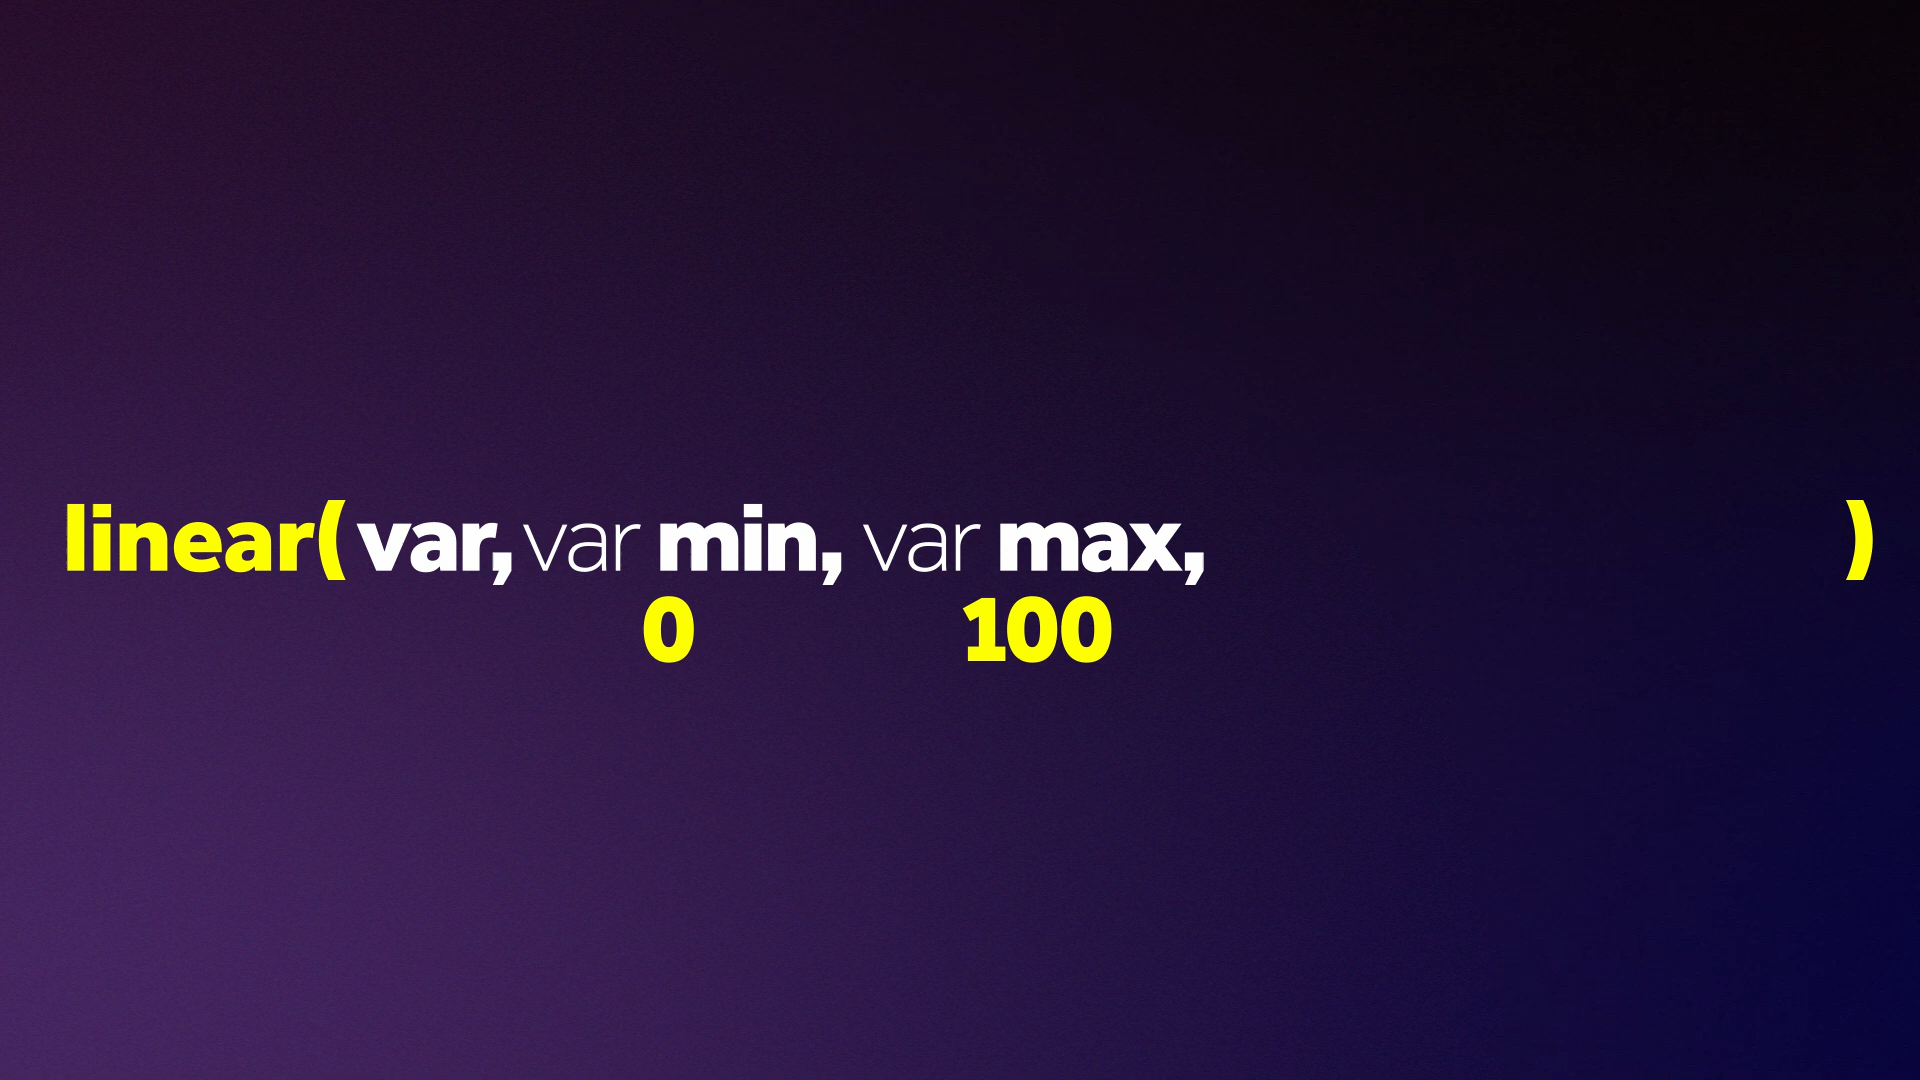 linear( var, var min, var max, )
0 100